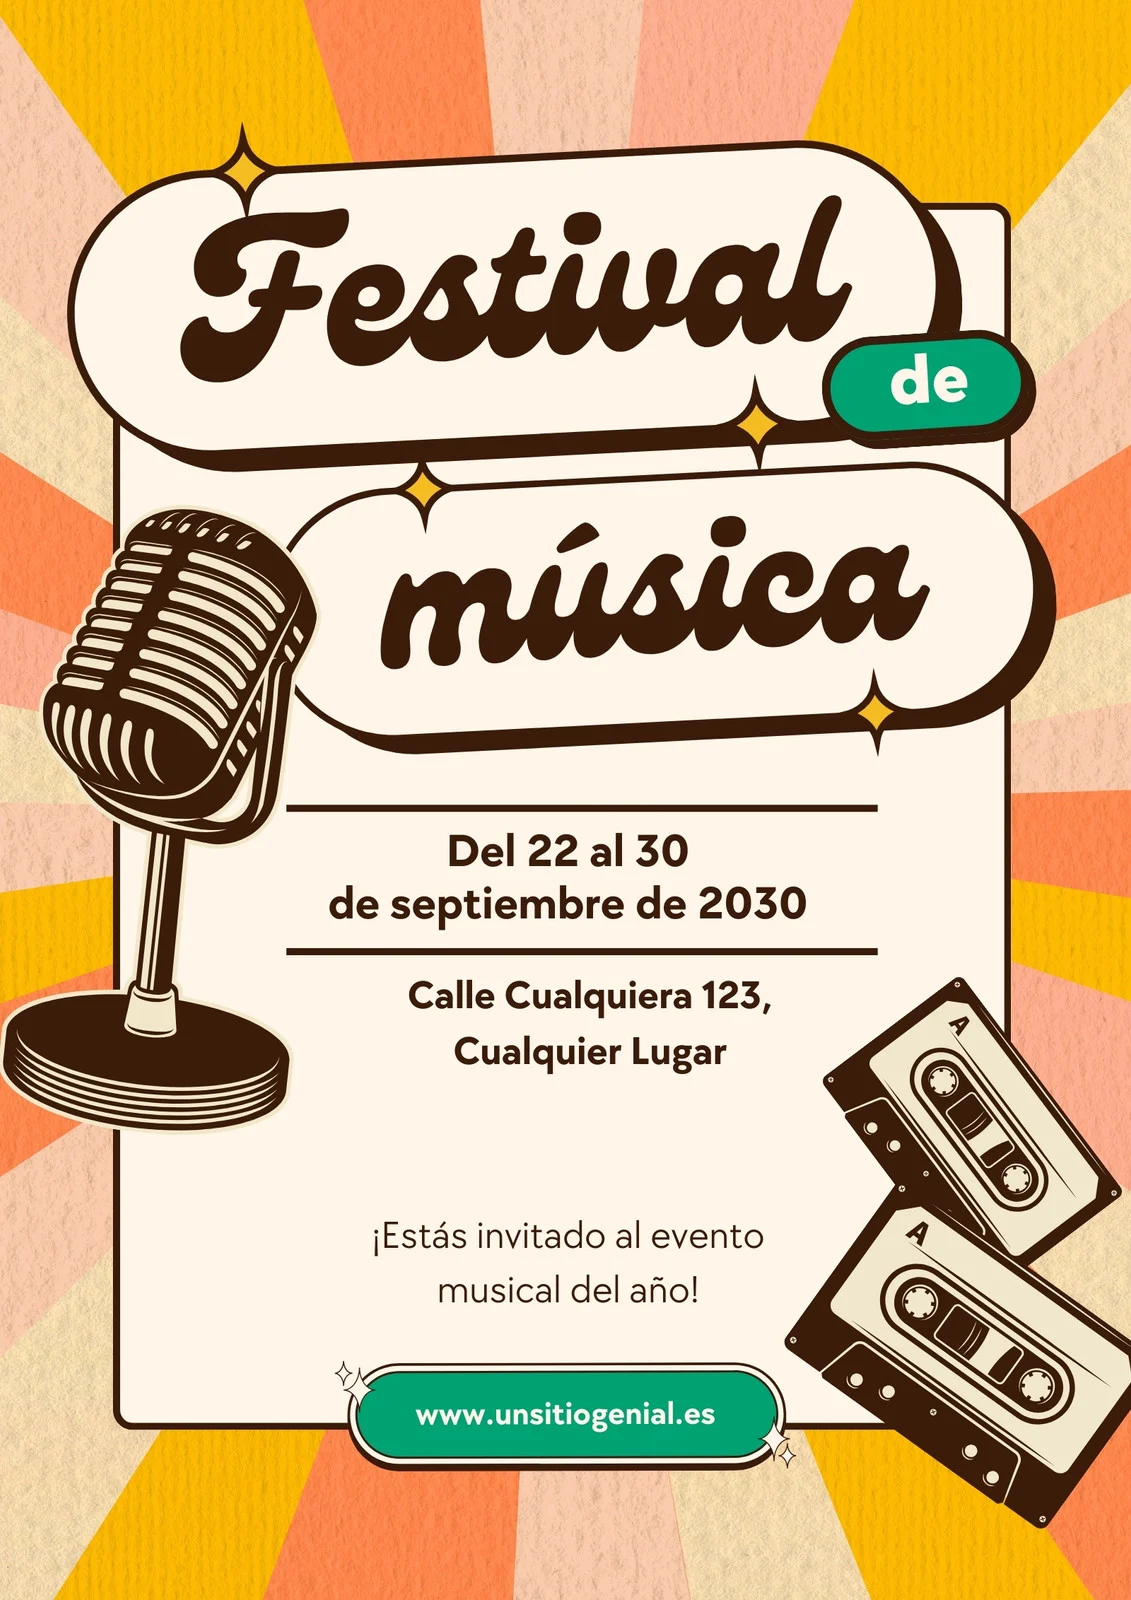 Festival
de
música
Del 22 al 30
de septiembre de 2030
Calle Cualquiera 123,
Cualquier Lugar
A
A
¡Estás invitado al evento
musical del año!
www.unsitiogenial.es